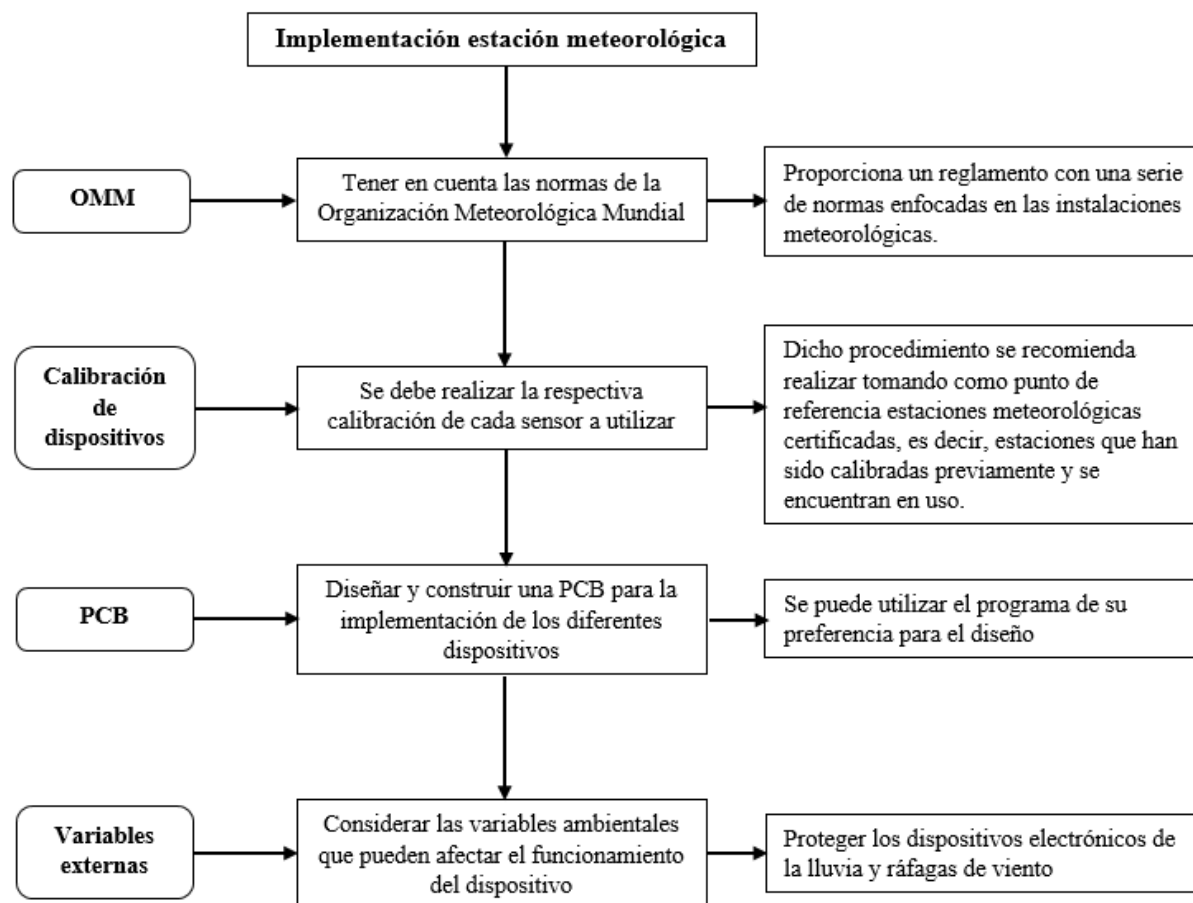 Implementación estación meteorológica
OMM
Tener en cuenta las normas de la
Organización Meteorológica Mundial
Proporciona un reglamento con una serie
de normas enfocadas en las instalaciones
meteorológicas.
Calibración
de
dispositivos
Se debe realizar la respectiva
calibración de cada sensor a utilizar
Dicho procedimiento se recomienda
realizar tomando como punto de
referencia estaciones meteorológicas
certificadas, es decir, estaciones que han
sido calibradas previamente y se
encuentran en uso.
PCB
Diseñar y construir una PCB para la
implementación de los diferentes
dispositivos
Se puede utilizar el programa de su
preferencia para el diseño
Variables
externas
Considerar las variables ambientales
que pueden afectar el funcionamiento
del dispositivo
Proteger los dispositivos electrónicos de
la lluvia y ráfagas de viento